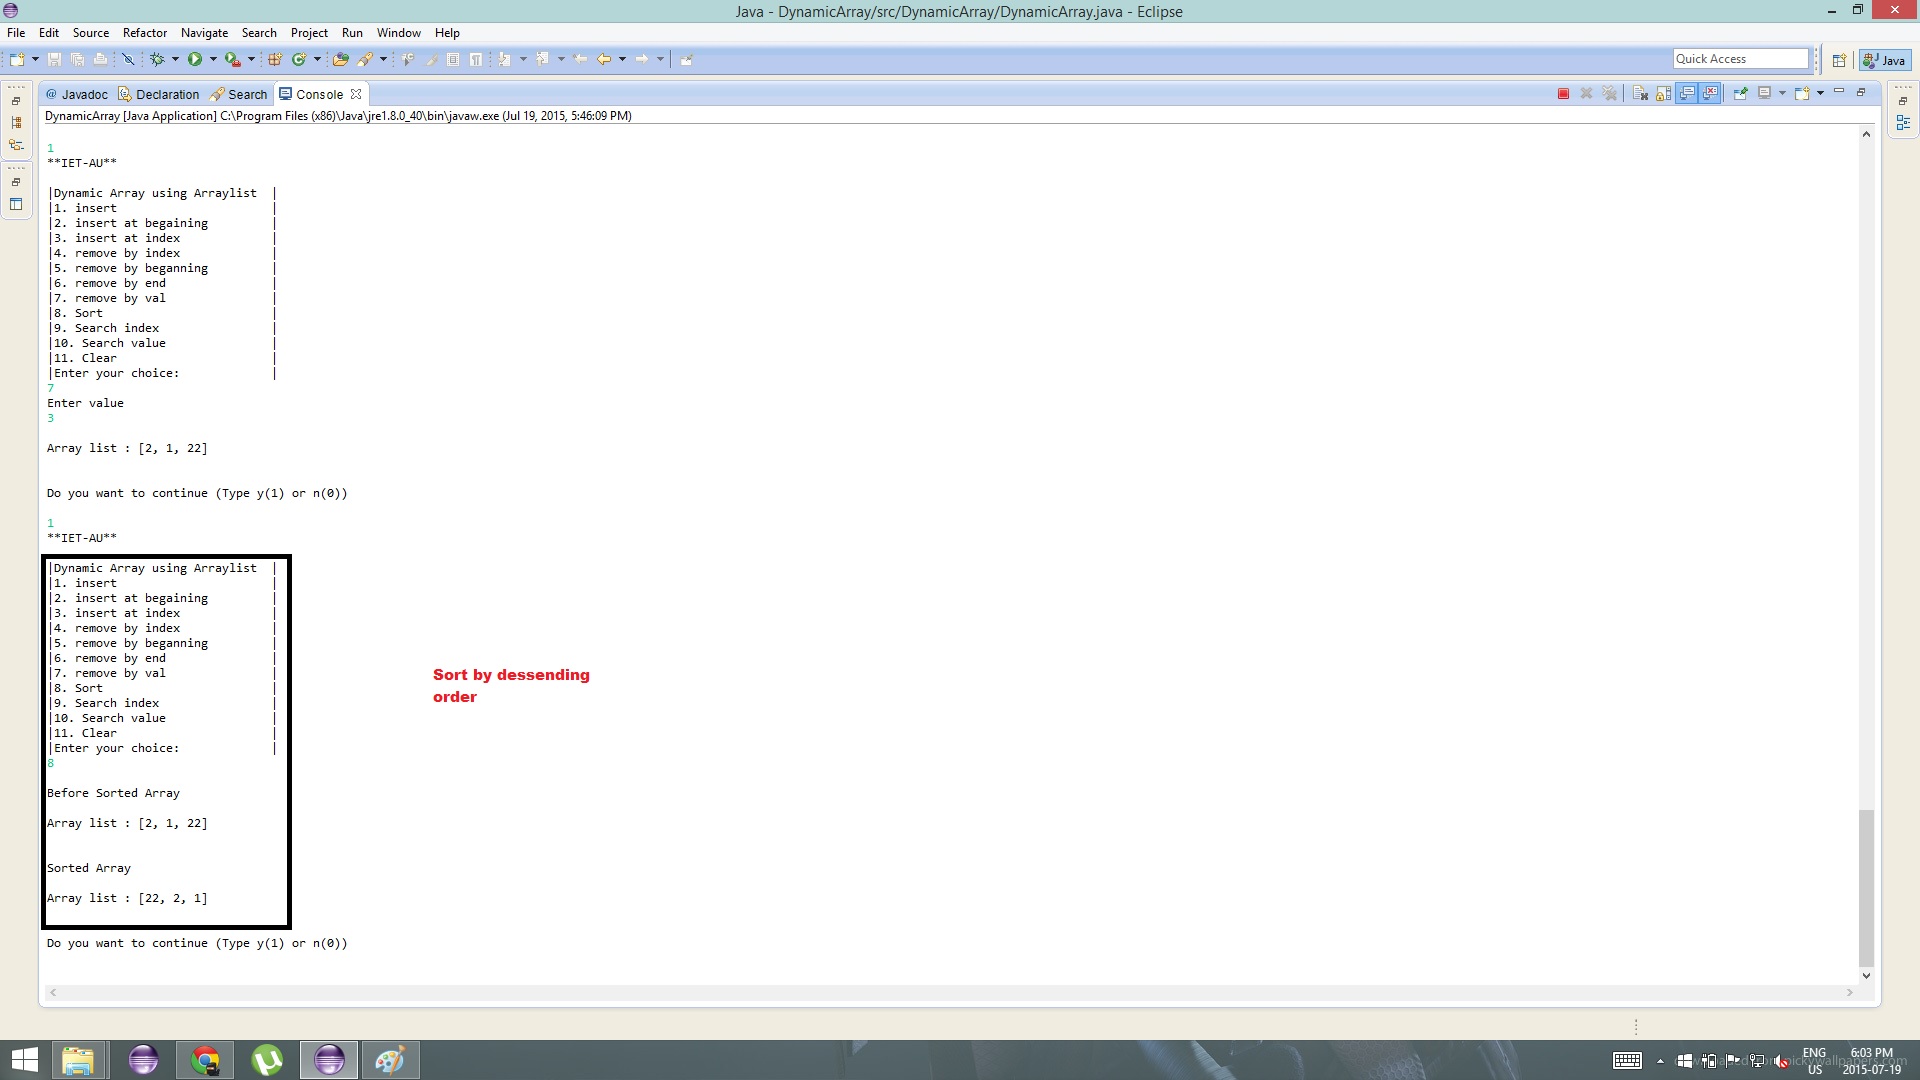 Java - DynamicArray/src/DynamicArray/DynamicArray.java - Eclipse
File Edit Source Refactor Navigate Search Project Run Window Help
Quick Access
Java
@ Javadoc Declaration Search Console
DynamicArray [Java Application] C:\Program Files (x86)\Java\jre1.8.0_40\bin\javaw.exe (Jul 19, 2015, 5:46:09 PM)
1
**IET-AU**
|Dynamic Array using Arraylist |
|1. insert |
|2. insert at begaining |
|3. insert at index |
|4. remove by index |
|5. remove by beganning |
|6. remove by end |
|7. remove by val |
|8. Sort |
|9. Search index |
|10. Search value |
|11. Clear |
|Enter your choice: |
7
Enter value
3
Array list : [2, 1, 22]
Do you want to continue (Type y(1) or n(0))
1
**IET-AU**
|Dynamic Array using Arraylist |
|1. insert |
|2. insert at begaining |
|3. insert at index |
|4. remove by index |
|5. remove by beganning |
|6. remove by end |
|7. remove by val |
|8. Sort |
|9. Search index |
|10. Search value |
|11. Clear |
|Enter your choice: |
8
Sort by dessending
order
Before Sorted Array
Array list : [2, 1, 22]
Sorted Array
Array list : [22, 2, 1]
Do you want to continue (Type y(1) or n(0))
ENG
US
6:03 PM
2015-07-19